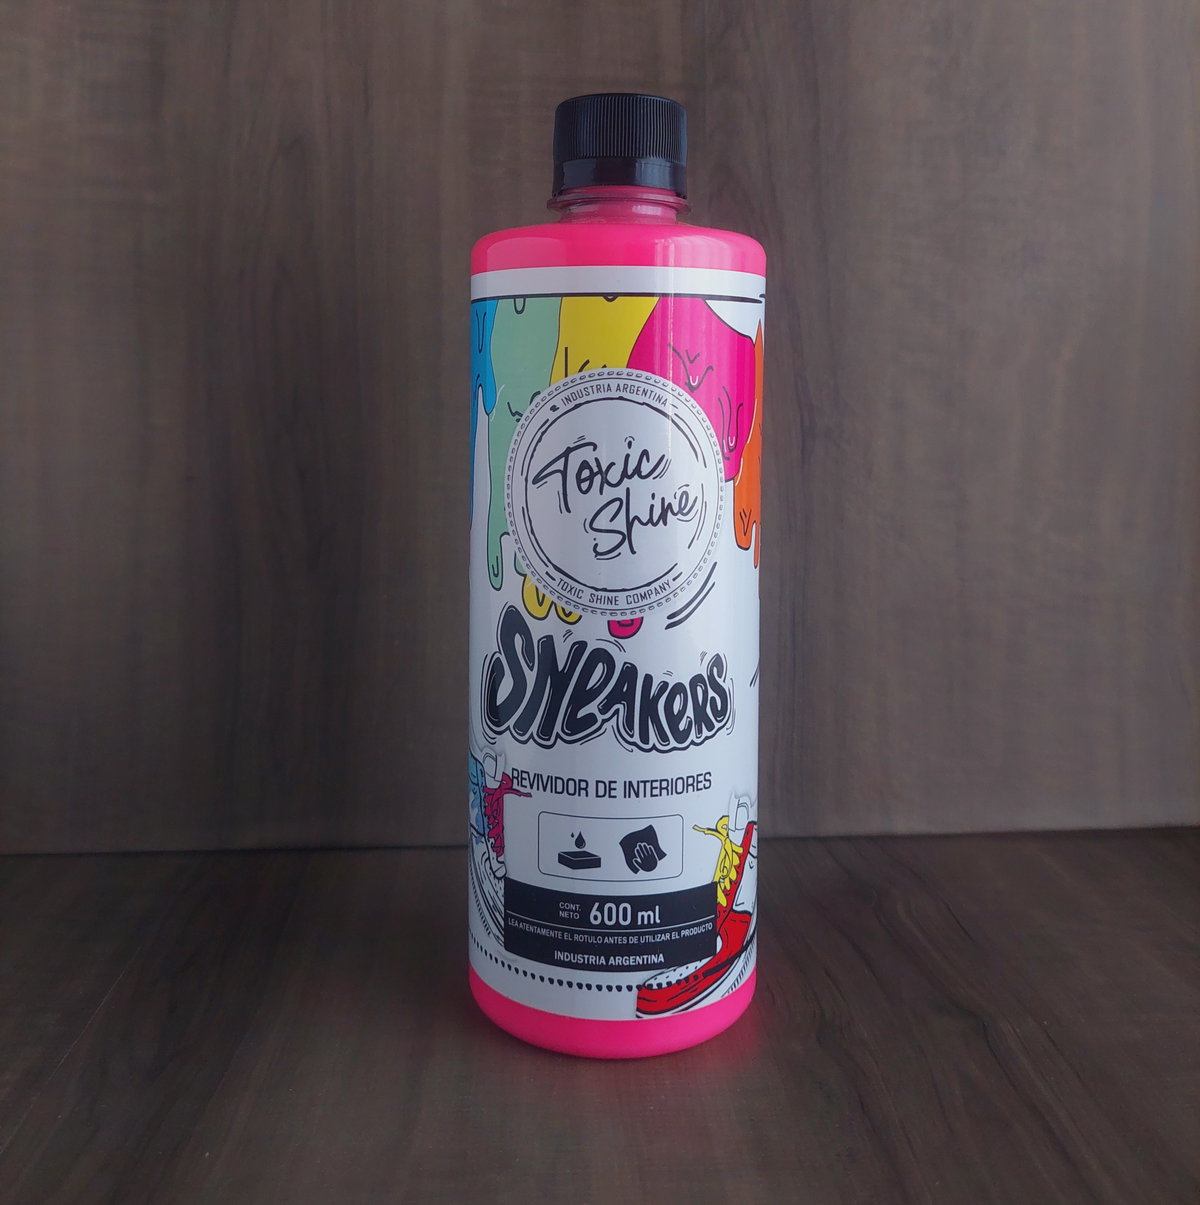 INDUSTRIA ARGENTINA
Toxic
Shine
TOXIC SHINE COMPANY
SNEAKERS
REVIVIDOR DE INTERIORES
CONT.
NETO 600 ml
LEA ATENTAMENTE EL ROTULO ANTES DE UTILIZAR EL PRODUCTO
INDUSTRIA ARGENTINA